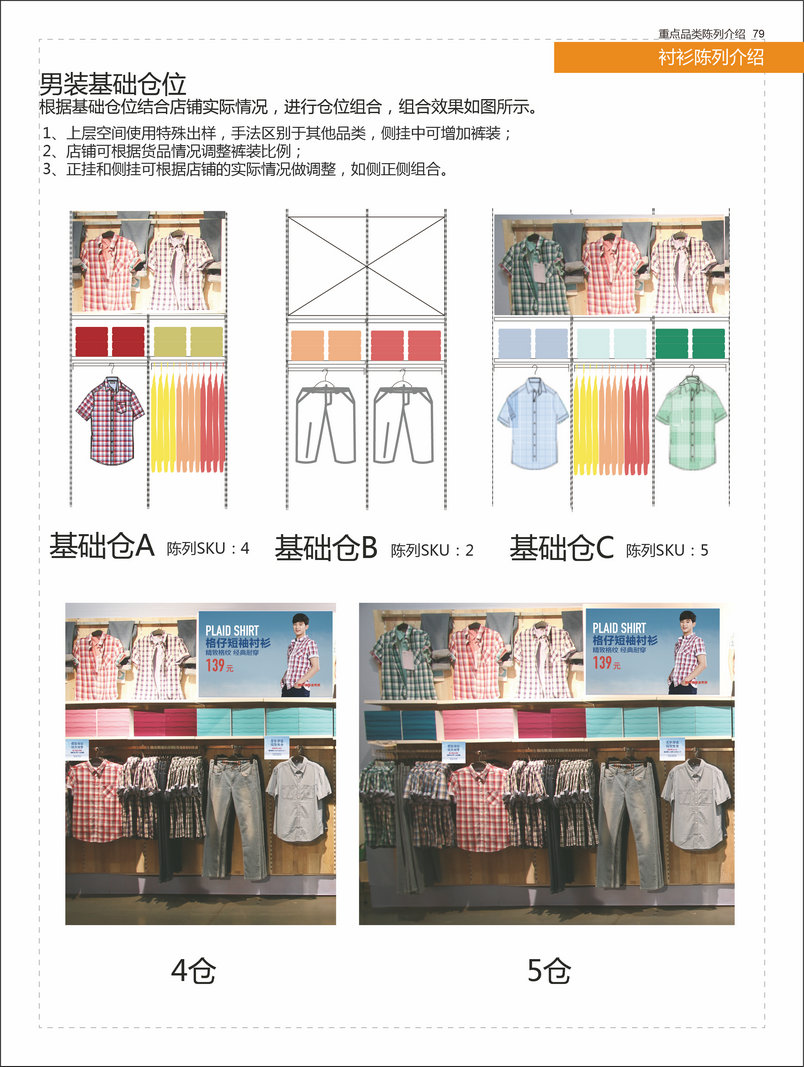 重点品类陈列介绍 79
衬衫陈列介绍
男装基础仓位
根据基础仓位结合店铺实际情况，进行仓位组合，组合效果如图所示。
1、上层空间使用特殊出样，手法区别于其他品类，侧挂中可增加裤装；
2、店铺可根据货品情况调整裤装比例；
3、正挂和侧挂可根据店铺的实际情况做调整，如侧正侧组合。
基础仓A 陈列SKU：4
基础仓B 陈列SKU：2
基础仓C 陈列SKU：5
PLAID SHIRT
格仔短袖衬衫
精致格纹 经典耐穿
139元
PLAID SHIRT
格仔短袖衬衫
精致格纹 经典耐穿
139元
4仓
5仓